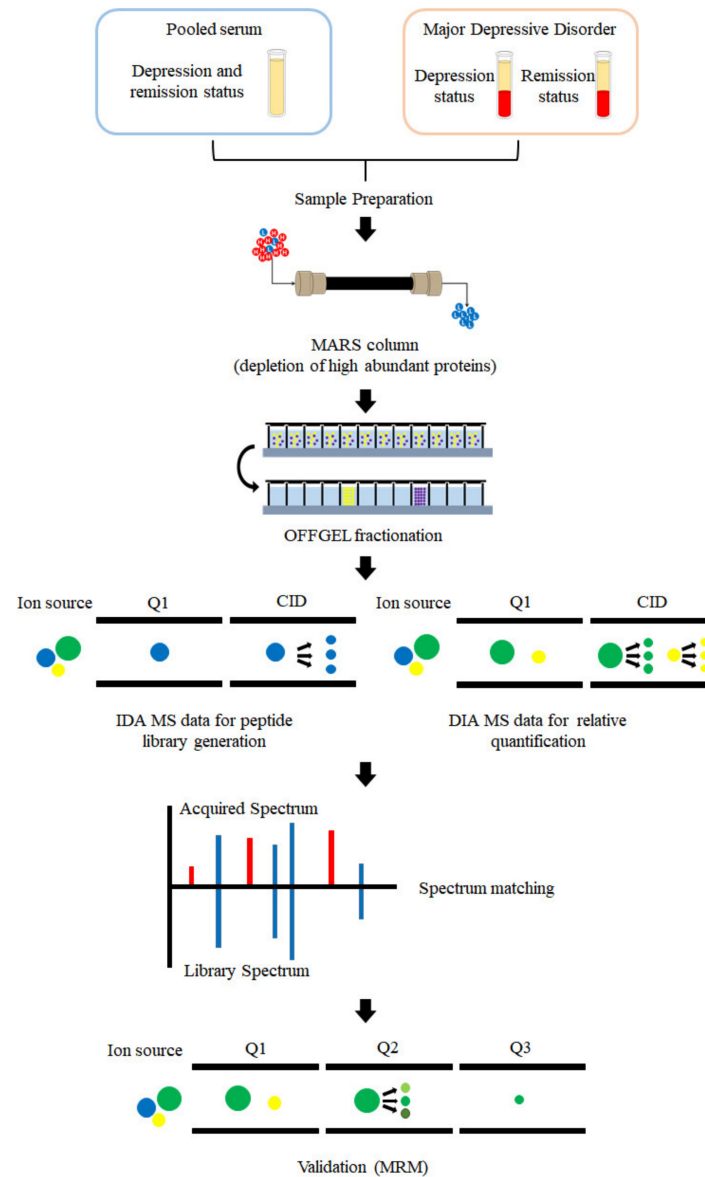 Pooled serum
Depression and
remission status
Major Depressive Disorder
Depression
status
Remission
status
Sample Preparation
MARS column
(depletion of high abundant proteins)
OFFGEL fractionation
Ion source
Q1
CID
Ion source
Q1
CID
IDA MS data for peptide
library generation
DIA MS data for relative
quantification
Acquired Spectrum
Spectrum matching
Library Spectrum
Ion source
Q1
Q2
Q3
Validation (MRM)